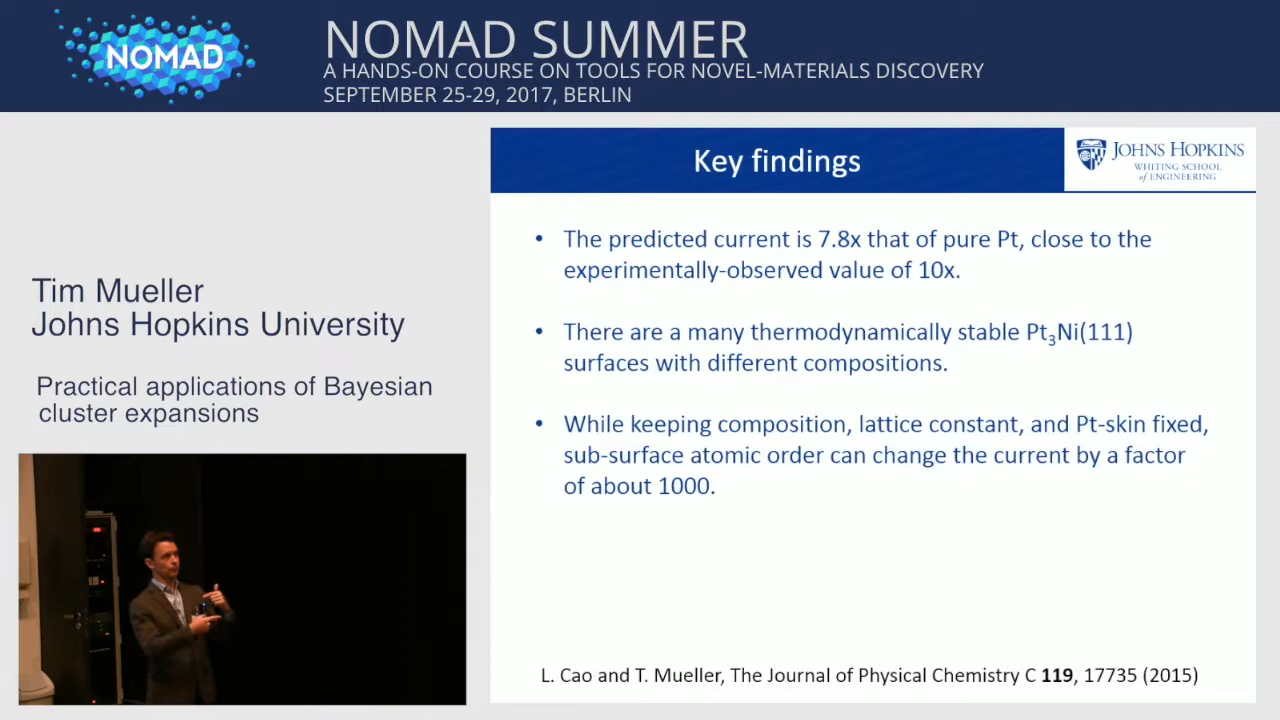 NOMAD
NOMAD SUMMER
A HANDS-ON COURSE ON TOOLS FOR NOVEL-MATERIALS DISCOVERY
SEPTEMBER 25-29, 2017, BERLIN
Tim Mueller
Johns Hopkins University
Practical applications of Bayesian
cluster expansions
Key findings
JOHNS HOPKINS
WHITING SCHOOL
of ENGINEERING
• The predicted current is 7.8x that of pure Pt, close to the
experimentally-observed value of 10x.
• There are a many thermodynamically stable Pt₃Ni(111)
surfaces with different compositions.
• While keeping composition, lattice constant, and Pt-skin fixed,
sub-surface atomic order can change the current by a factor
of about 1000.
L. Cao and T. Mueller, The Journal of Physical Chemistry C 119, 17735 (2015)